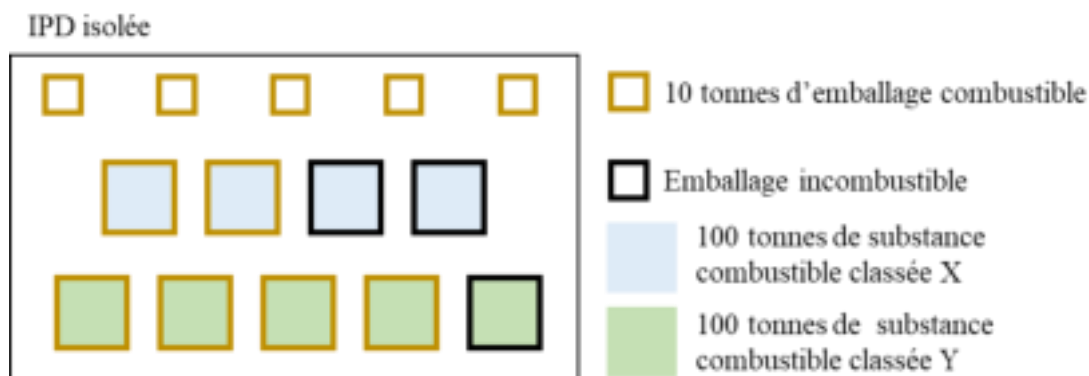 IPD isolée
10 tonnes d'emballage combustible
Emballage incombustible
100 tonnes de substance
combustible classée X
100 tonnes de substance
combustible classée Y